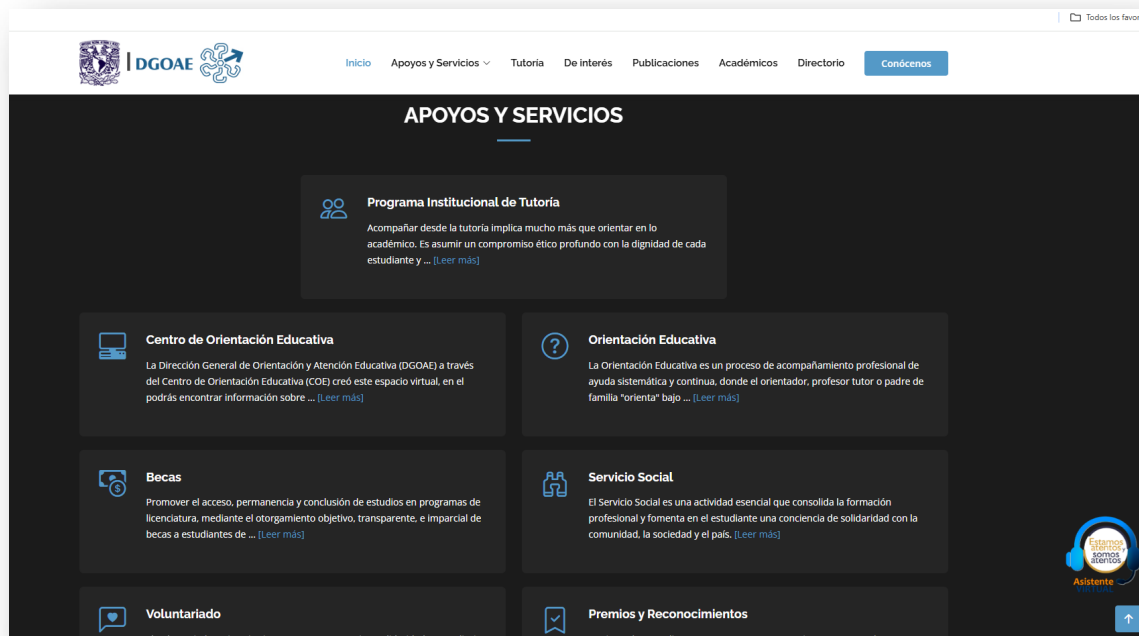 Todos los favor
DGOAE
Inicio Apoyos y Servicios Tutoría De interés Publicaciones Académicos Directorio Conócenos
APOYOS Y SERVICIOS
Programa Institucional de Tutoría
Acompañar desde la tutoría implica mucho más que orientar en lo
académico. Es asumir un compromiso ético profundo con la dignidad de cada
estudiante y ... [Leer más]
Centro de Orientación Educativa
La Dirección General de Orientación y Atención Educativa (DGOAE) a través
del Centro de Orientación Educativa (COE) creó este espacio virtual, en el
podrás encontrar información sobre ... [Leer más]
Orientación Educativa
La Orientación Educativa es un proceso de acompañamiento profesional de
ayuda sistemática y continua, donde el orientador, profesor tutor o padre de
familia "orienta" bajo ... [Leer más]
Becas
Promover el acceso, permanencia y conclusión de estudios en programas de
licenciatura, mediante el otorgamiento objetivo, transparente, e imparcial de
becas a estudiantes de ... [Leer más]
Servicio Social
El Servicio Social es una actividad esencial que consolida la formación
profesional y fomenta en el estudiante una conciencia de solidaridad con la
comunidad, la sociedad y el país. [Leer más]
Estamos
atentos,
somos
atentos
Asistente
VIRTUAL
Voluntariado
Premios y Reconocimientos